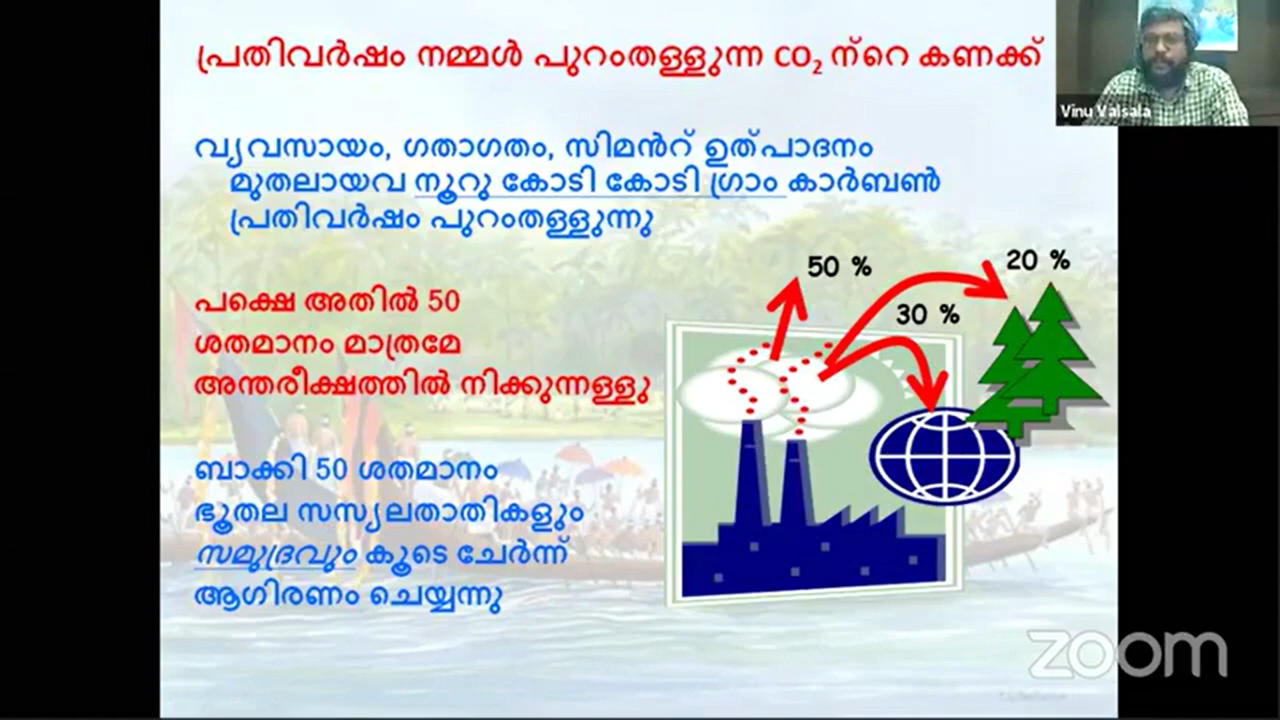 പ്രതിവർഷം നമ്മൾ പുറംതള്ളുന്ന CO₂ ന്റെ കണക്ക്
Vinu Valsala
വ്യവസായം, ഗതാഗതം, സിമൻറ് ഉത്പാദനം
മുതലായവ നൂറു കോടി കോടി ഗ്രാം കാർബൺ
പ്രതിവർഷം പുറംതള്ളുന്നു
50 %
20 %
30 %
പക്ഷെ അതിൽ 50
ശതമാനം മാത്രമേ
അന്തരീക്ഷത്തിൽ നിക്കുന്നള്ളു
ബാക്കി 50 ശതമാനം
ഭൂതല സസ്യലതാതികളും
സമുദ്രവും കൂടെ ചേർന്ന്
ആഗിരണം ചെയ്യന്നു
zoom